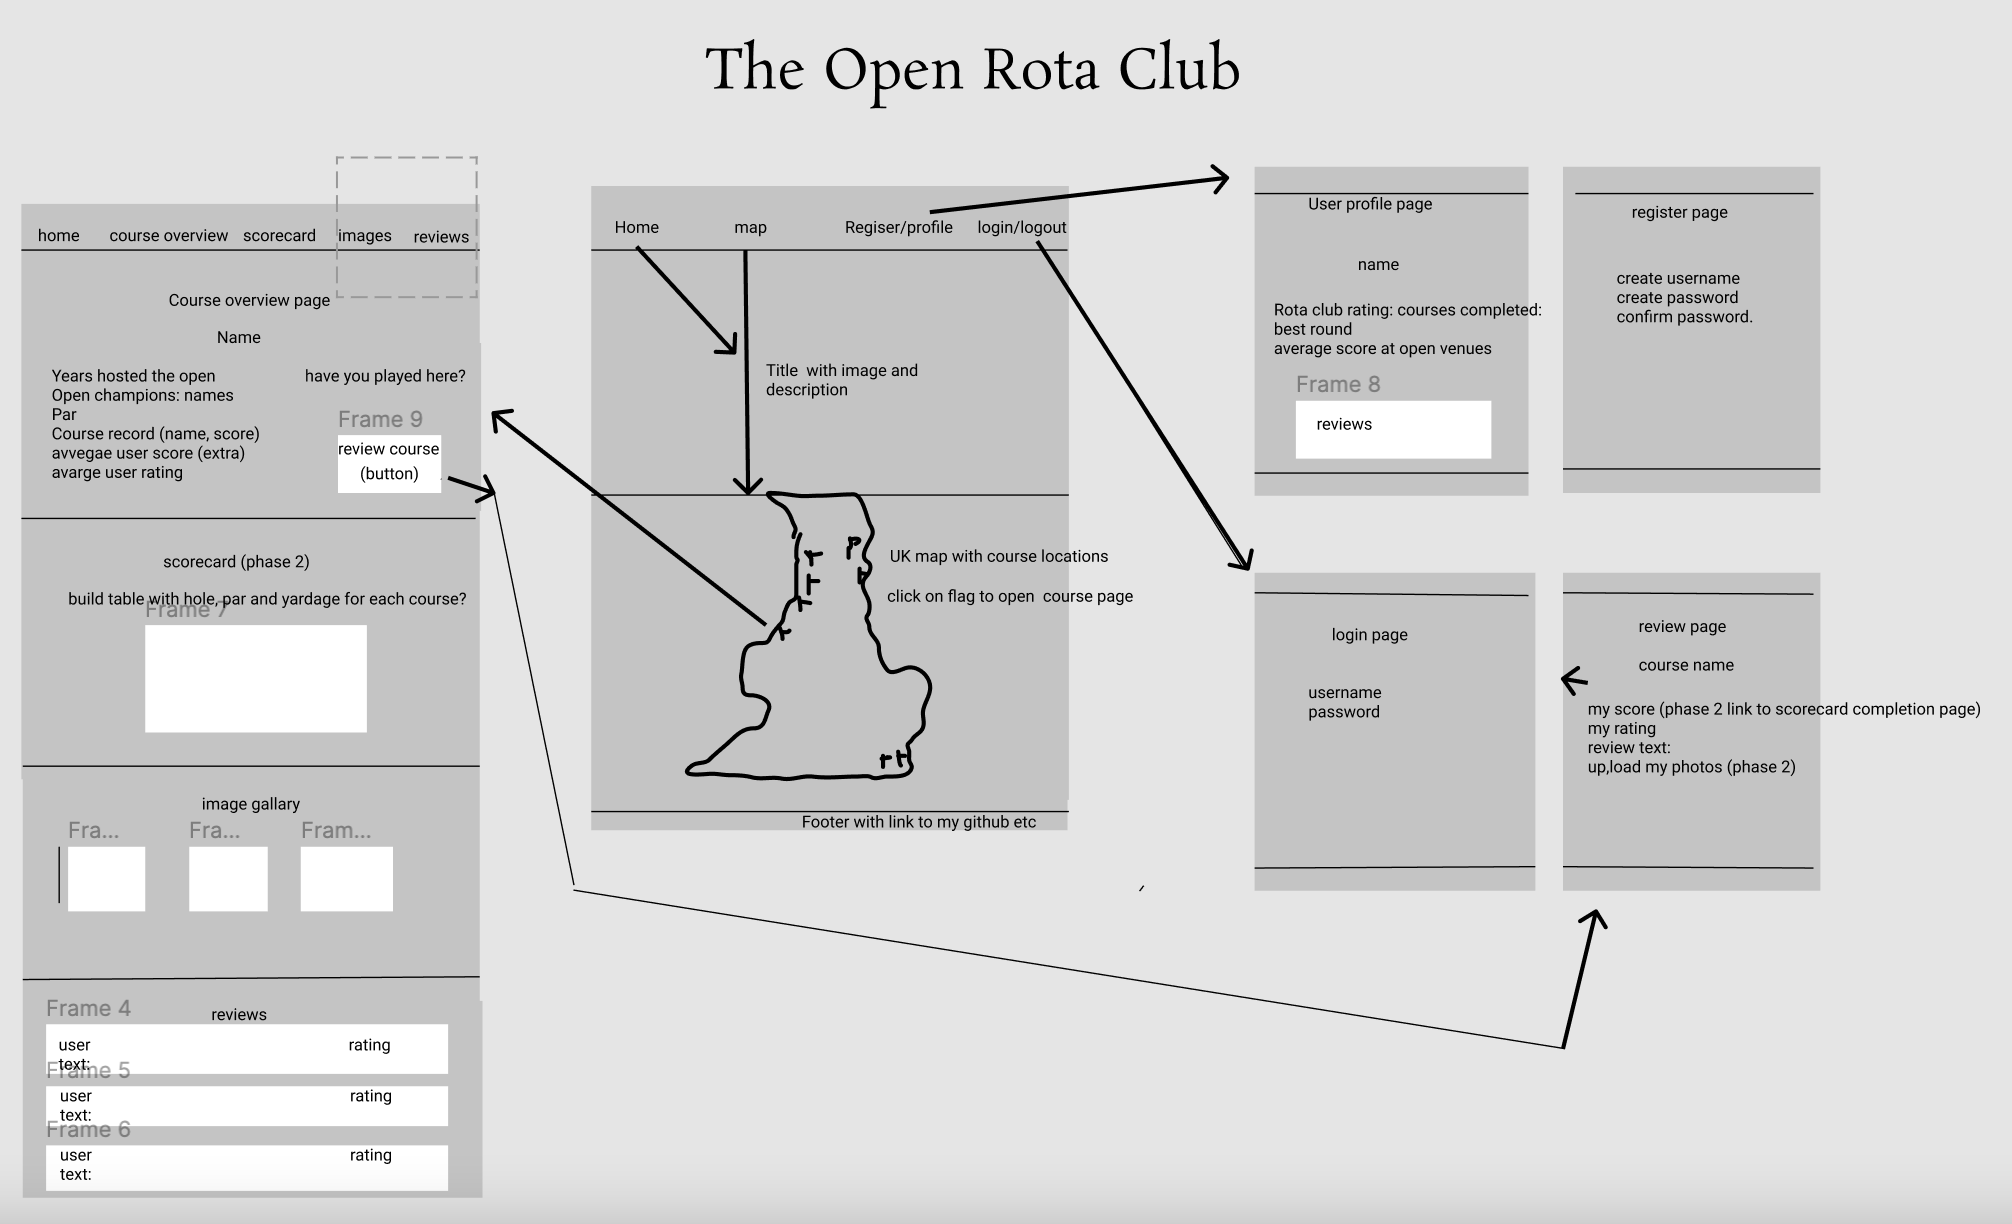 The Open Rota Club
home course overview scorecard images reviews
Course overview page
Name
Years hosted the open
Open champions: names
Par
Course record (name, score)
avvegae user score (extra)
avarge user rating
have you played here?
Frame 9
review course
(button)
scorecard (phase 2)
build table with hole, par and yardage for each course?
Frame 7
image gallary
Fra...
Fra...
Fram...
Frame 4
reviews
user rating
text:
Frame 5
user rating
text:
Frame 6
user rating
text:
Home map Regiser/profile login/logout
Title with image and
description
UK map with course locations
click on flag to open course page
Footer with link to my github etc
User profile page
name
Rota club rating: courses completed:
best round
average score at open venues
Frame 8
reviews
register page
create username
create password
confirm password.
login page
username
password
review page
course name
my score (phase 2 link to scorecard completion page)
my rating
review text:
up,load my photos (phase 2)